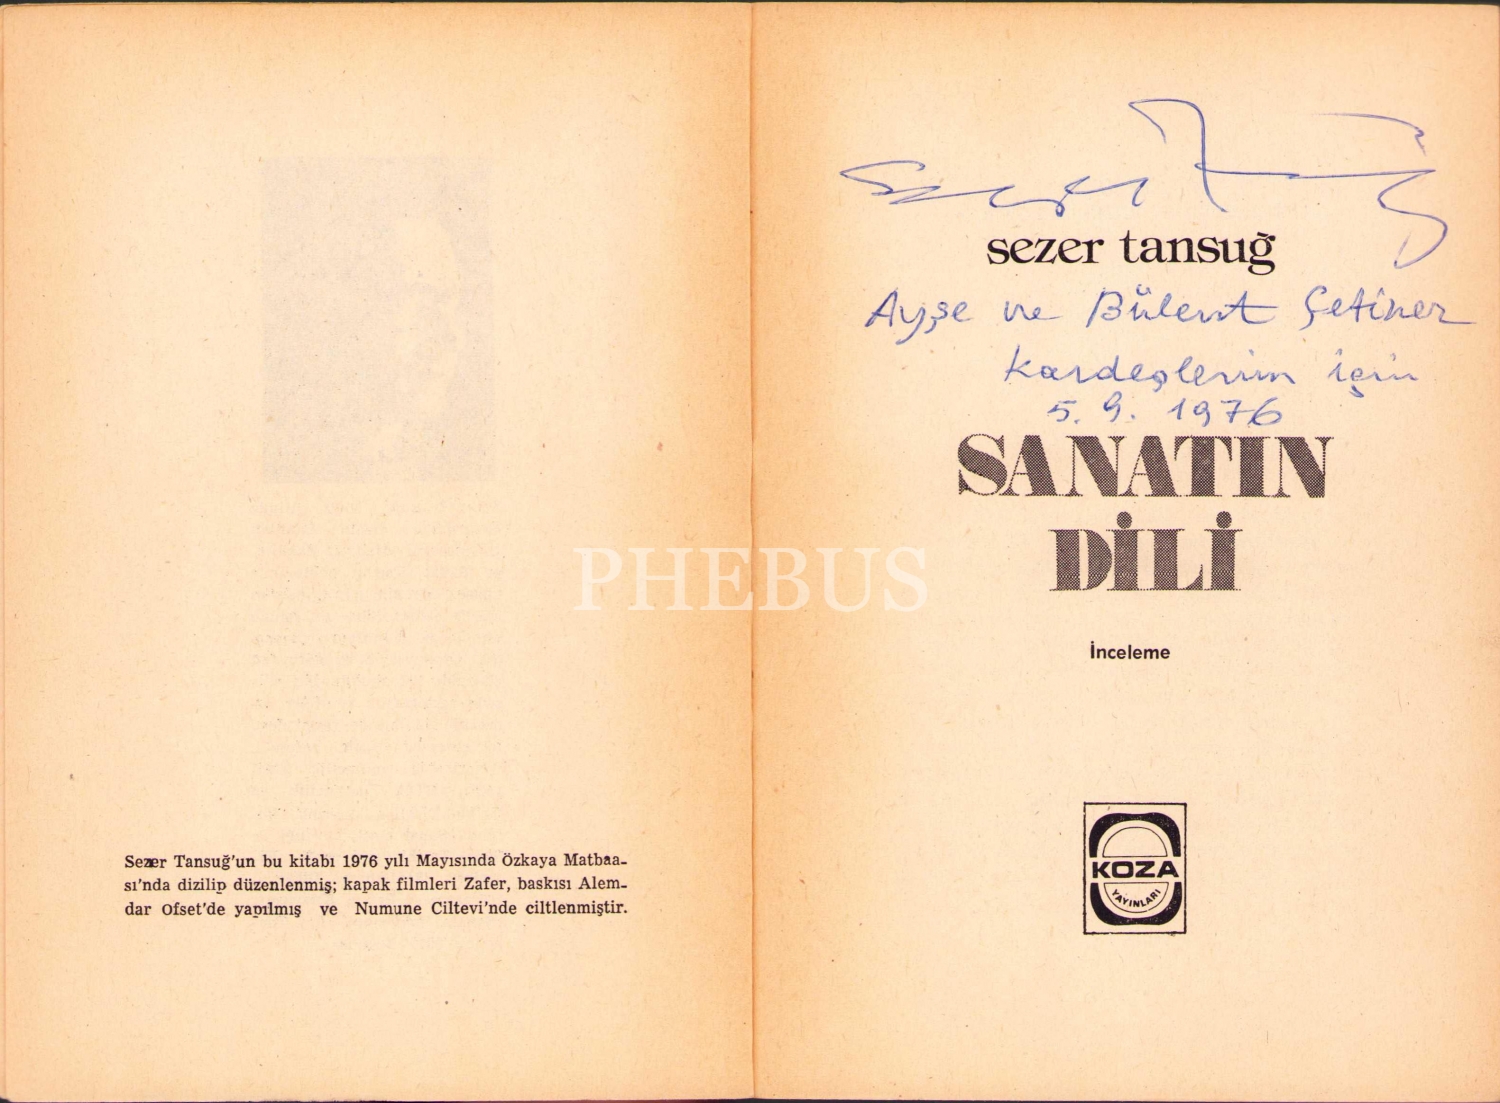 Sezer Tansuğ'un bu kitabı 1976 yılı Mayısında Özkaya Matbaa-
sı'nda dizilip düzenlenmiş; kapak filmleri Zafer, baskısı Alem-
dar Ofset'de yapılmış ve Numune Ciltevi'nde ciltlenmiştir.
sezer tansuğ
Ayşe ve Bülent Çetiner
Kardeşlerim için
5. 9. 1976
SANATIN
DİLİ
PHEBUS
İnceleme
KOZA
YAYINLARI